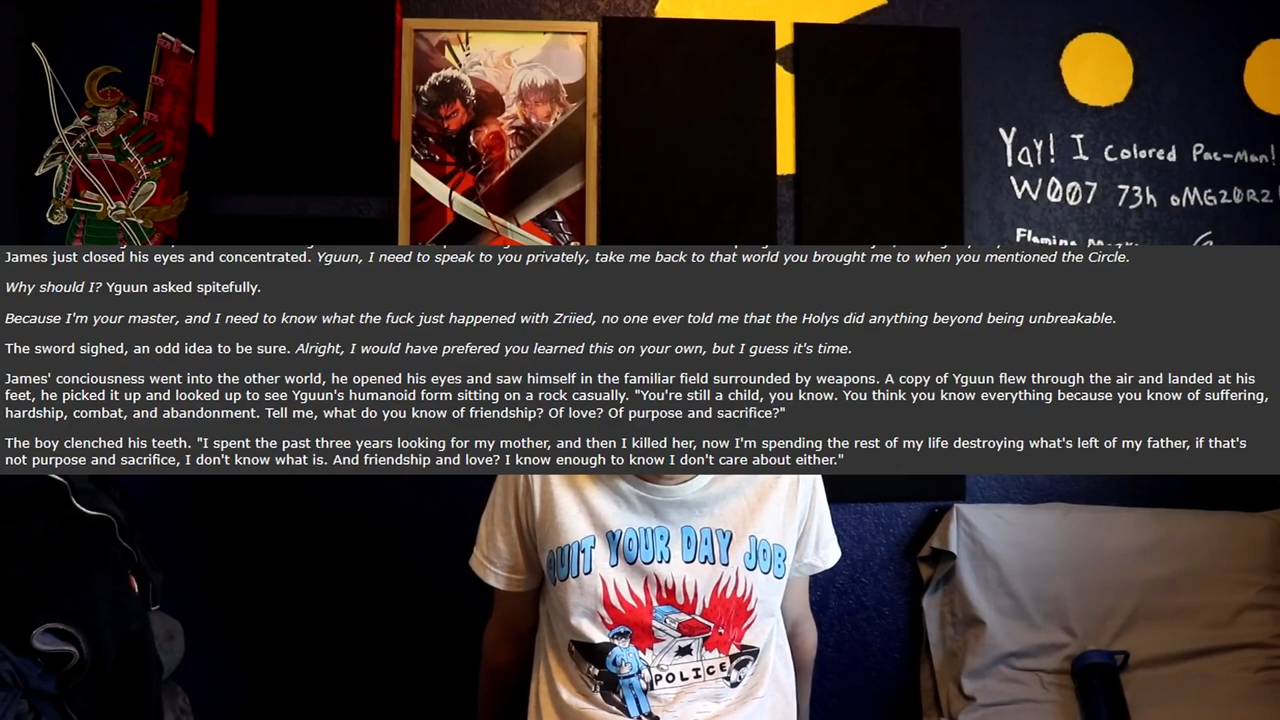 Yay! I Colored Pac-Man!
W007 73h oMGZ0RZ
James just closed his eyes and concentrated. Yguun, I need to speak to you privately, take me back to that world you brought me to when you mentioned the Circle.
Why should I? Yguun asked spitefully.
Because I'm your master, and I need to know what the fuck just happened with Zriied, no one ever told me that the Holys did anything beyond being unbreakable.
The sword sighed, an odd idea to be sure. Alright, I would have prefered you learned this on your own, but I guess it's time.
James' conciousness went into the other world, he opened his eyes and saw himself in the familiar field surrounded by weapons. A copy of Yguun flew through the air and landed at his
feet, he picked it up and looked up to see Yguun's humanoid form sitting on a rock casually. "You're still a child, you know. You think you know everything because you know of suffering,
hardship, combat, and abandonment. Tell me, what do you know of friendship? Of love? Of purpose and sacrifice?"
The boy clenched his teeth. "I spent the past three years looking for my mother, and then I killed her, now I'm spending the rest of my life destroying what's left of my father, if that's
not purpose and sacrifice, I don't know what is. And friendship and love? I know enough to know I don't care about either."
QUIT YOUR DAY JOB
POLICE